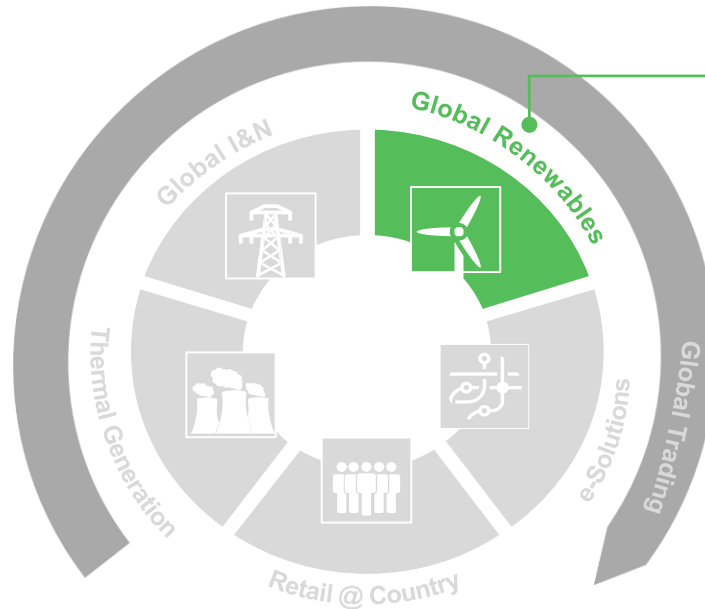 Global I&N
Global Renewables
Thermal Generation
e-Solutions
Global Trading
Retail @ Country